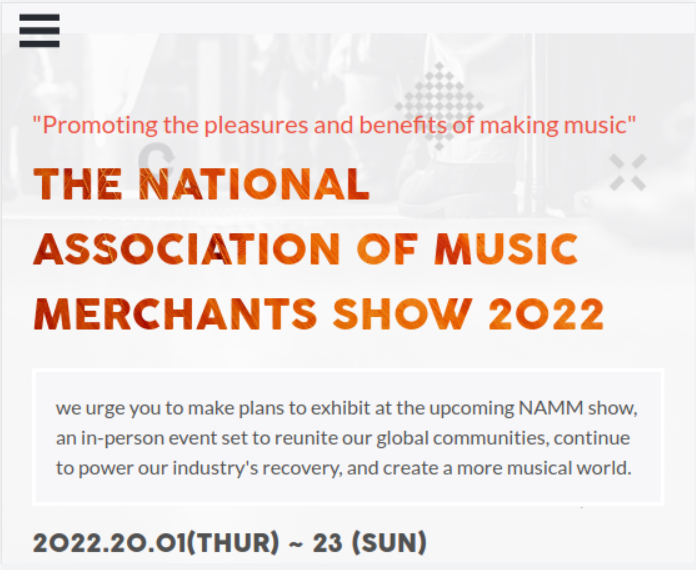 "Promoting the pleasures and benefits of making music"
THE NATIONAL
ASSOCIATION OF MUSIC
MERCHANTS SHOW 2022
we urge you to make plans to exhibit at the upcoming NAMM show,
an in-person event set to reunite our global communities, continue
to power our industry's recovery, and create a more musical world.
2022.20.01(THUR) ~ 23 (SUN)